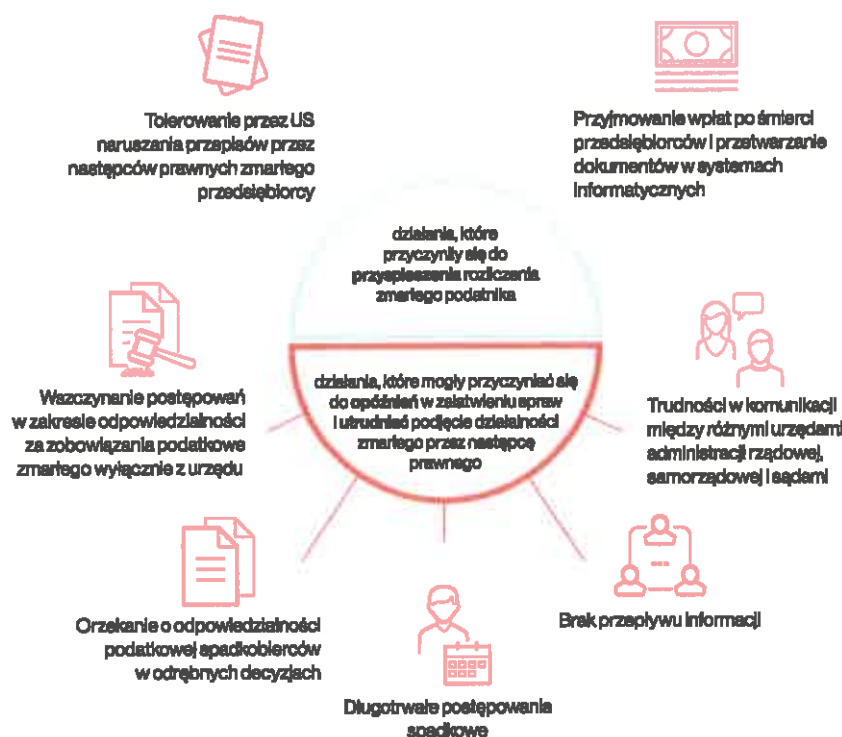 Tolerowanie przez US
naruszania przepisów przez
następców prawnych zmarłego
przedsiębiorcy
Przyjmowanie wpłat po śmierci
przedsiębiorców i przetwarzanie
dokumentów w systemach
informatycznych
działania, które
przyczyniły się do
przyspieszenia rozliczenia
zmarłego podatnika
działania, które mogły przyczyniać się
do opóźnień w załatwieniu spraw
i utrudniać podjęcie działalności
zmarłego przez następcę
prawnego
Wszczynanie postępowań
w zakresie odpowiedzialności
za zobowiązania podatkowe
zmarłego wyłącznie z urzędu
Trudności w komunikacji
między różnymi urzędami
administracji rządowej,
samorządowej i sądami
Orzekanie o odpowiedzialności
podatkowej spadkobierców
w odrębnych decyzjach
Brak przepływu informacji
Długotrwałe postępowania
spadkowe